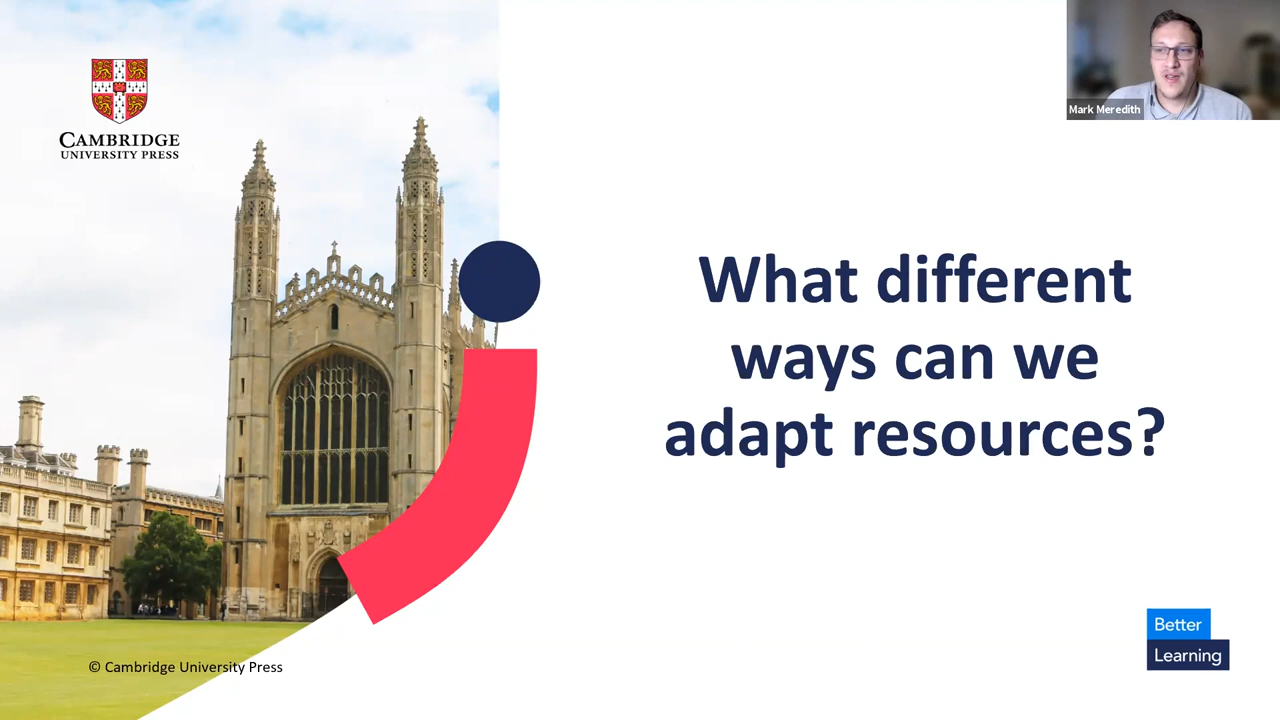 CAMBRIDGE
UNIVERSITY PRESS
Mark Meredith
What different
ways can we
adapt resources?
Better
Learning
© Cambridge University Press